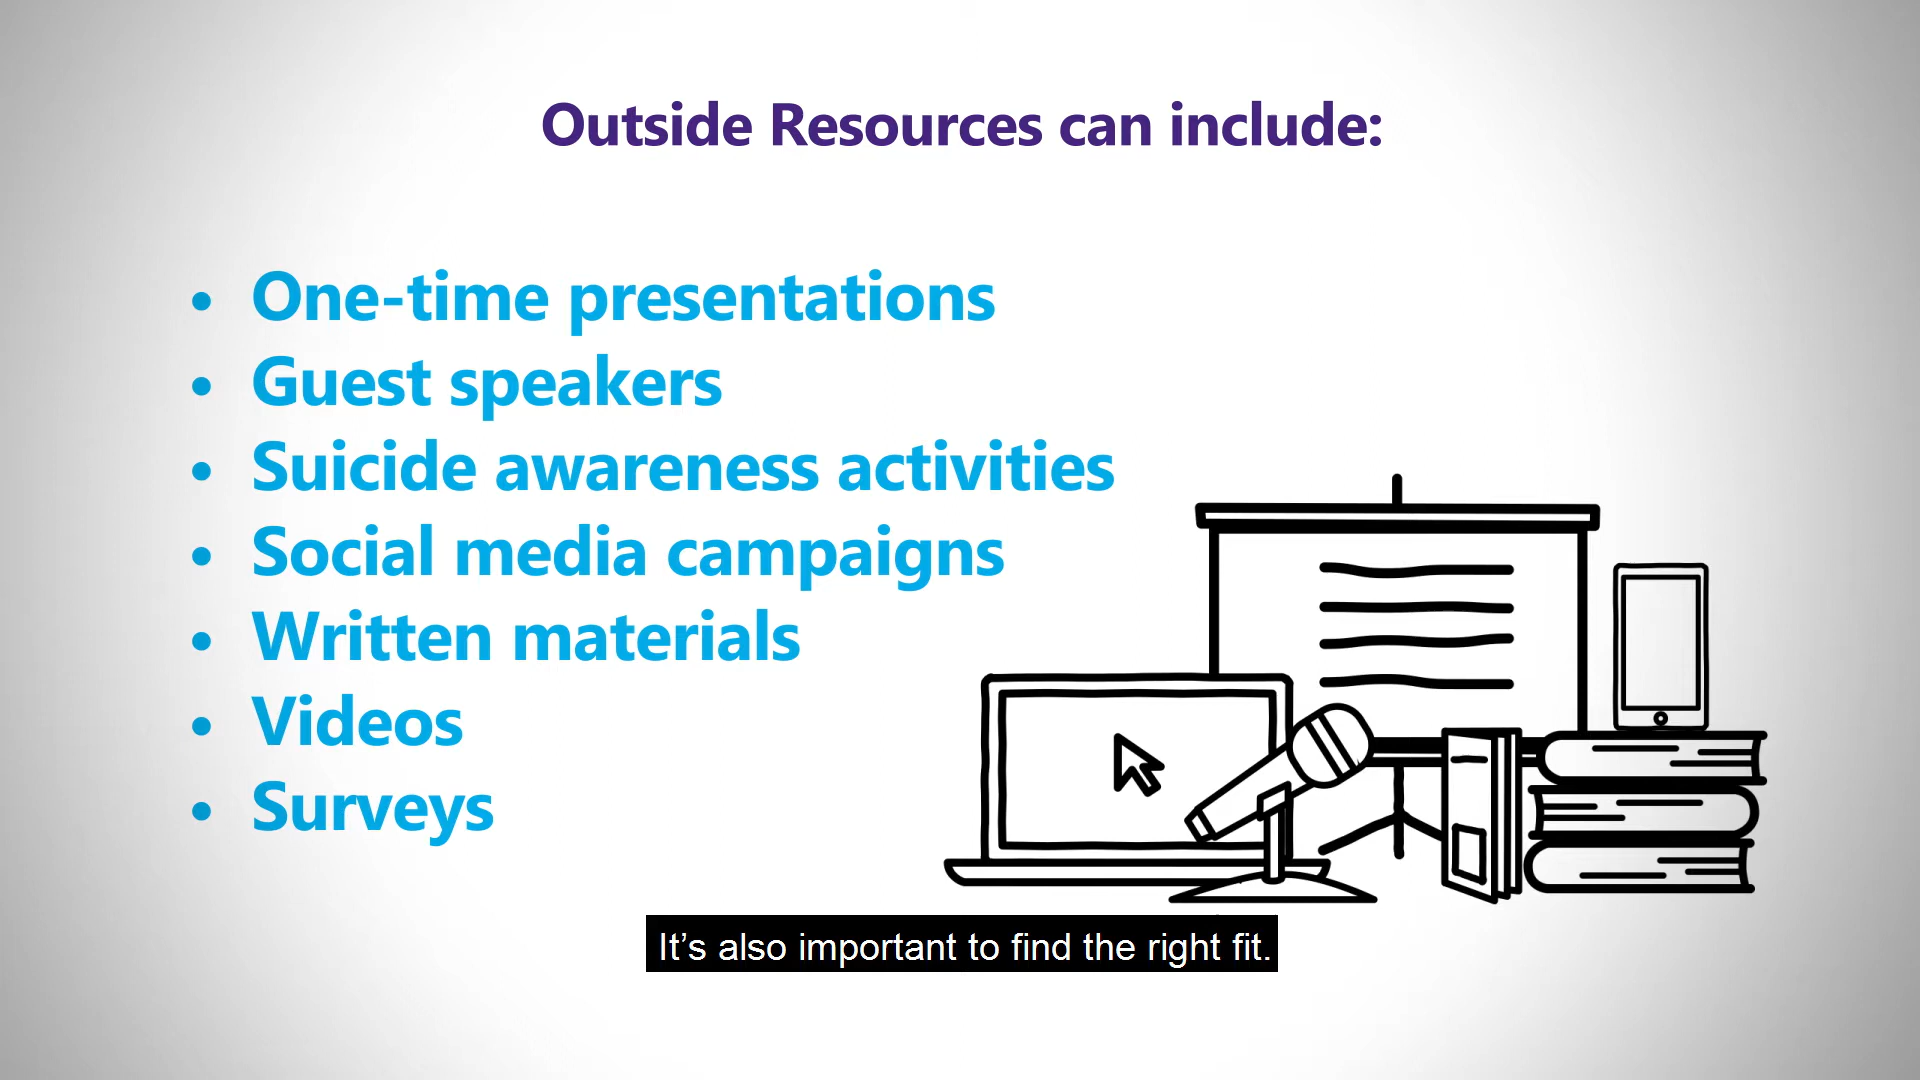 Outside Resources can include:
• One-time presentations
• Guest speakers
• Suicide awareness activities
• Social media campaigns
• Written materials
• Videos
• Surveys
It’s also important to find the right fit.